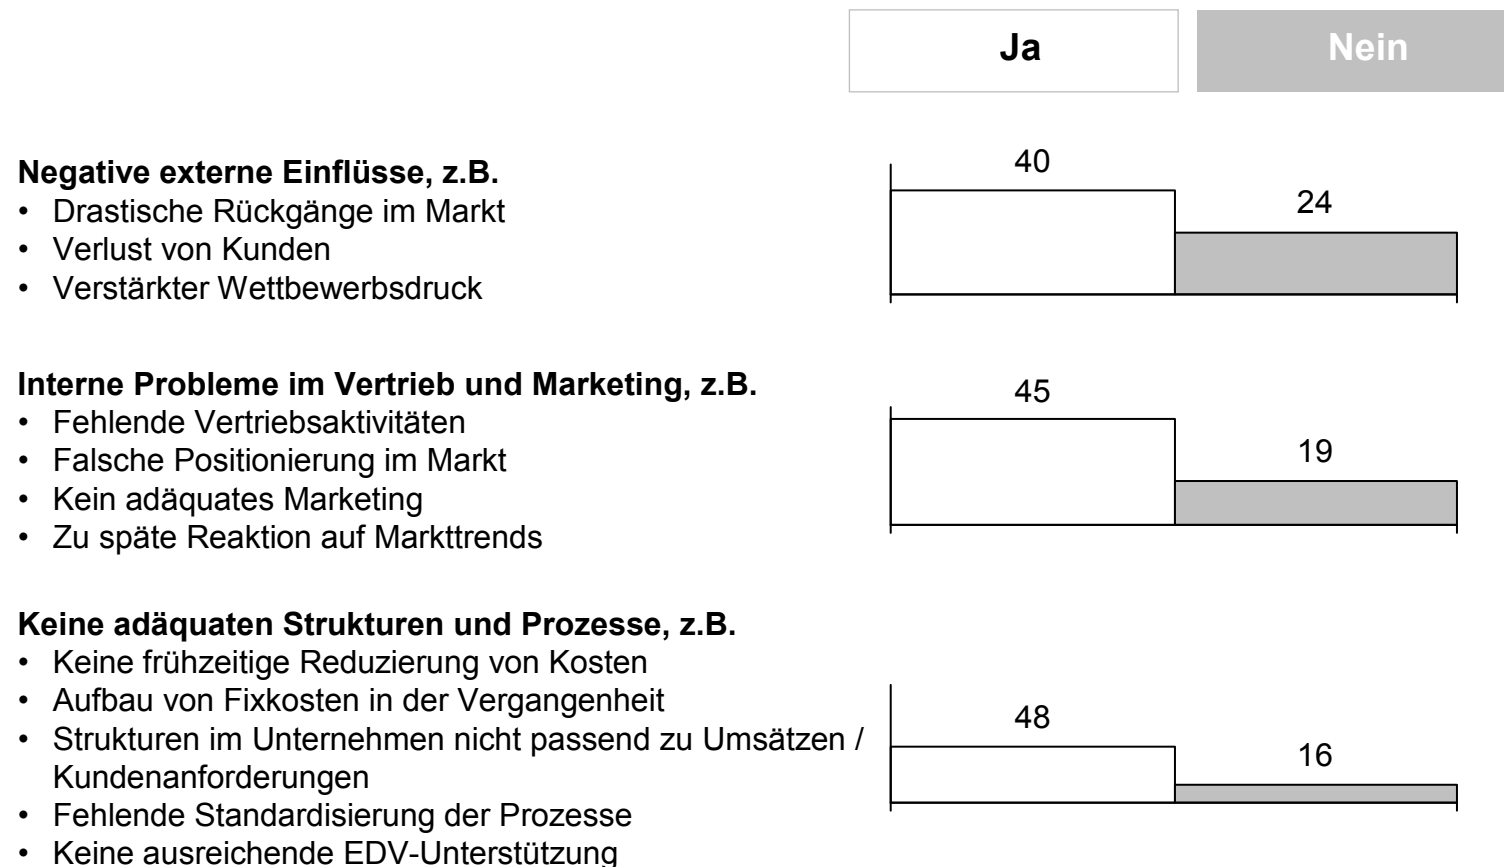 Ja Nein
Negative externe Einflüsse, z.B.
• Drastische Rückgänge im Markt
• Verlust von Kunden
• Verstärkter Wettbewerbsdruck
40
24
Interne Probleme im Vertrieb und Marketing, z.B.
• Fehlende Vertriebsaktivitäten
• Falsche Positionierung im Markt
• Kein adäquates Marketing
• Zu späte Reaktion auf Markttrends
45
19
Keine adäquaten Strukturen und Prozesse, z.B.
• Keine frühzeitige Reduzierung von Kosten
• Aufbau von Fixkosten in der Vergangenheit
• Strukturen im Unternehmen nicht passend zu Umsätzen /
Kundenanforderungen
• Fehlende Standardisierung der Prozesse
• Keine ausreichende EDV-Unterstützung
48
16